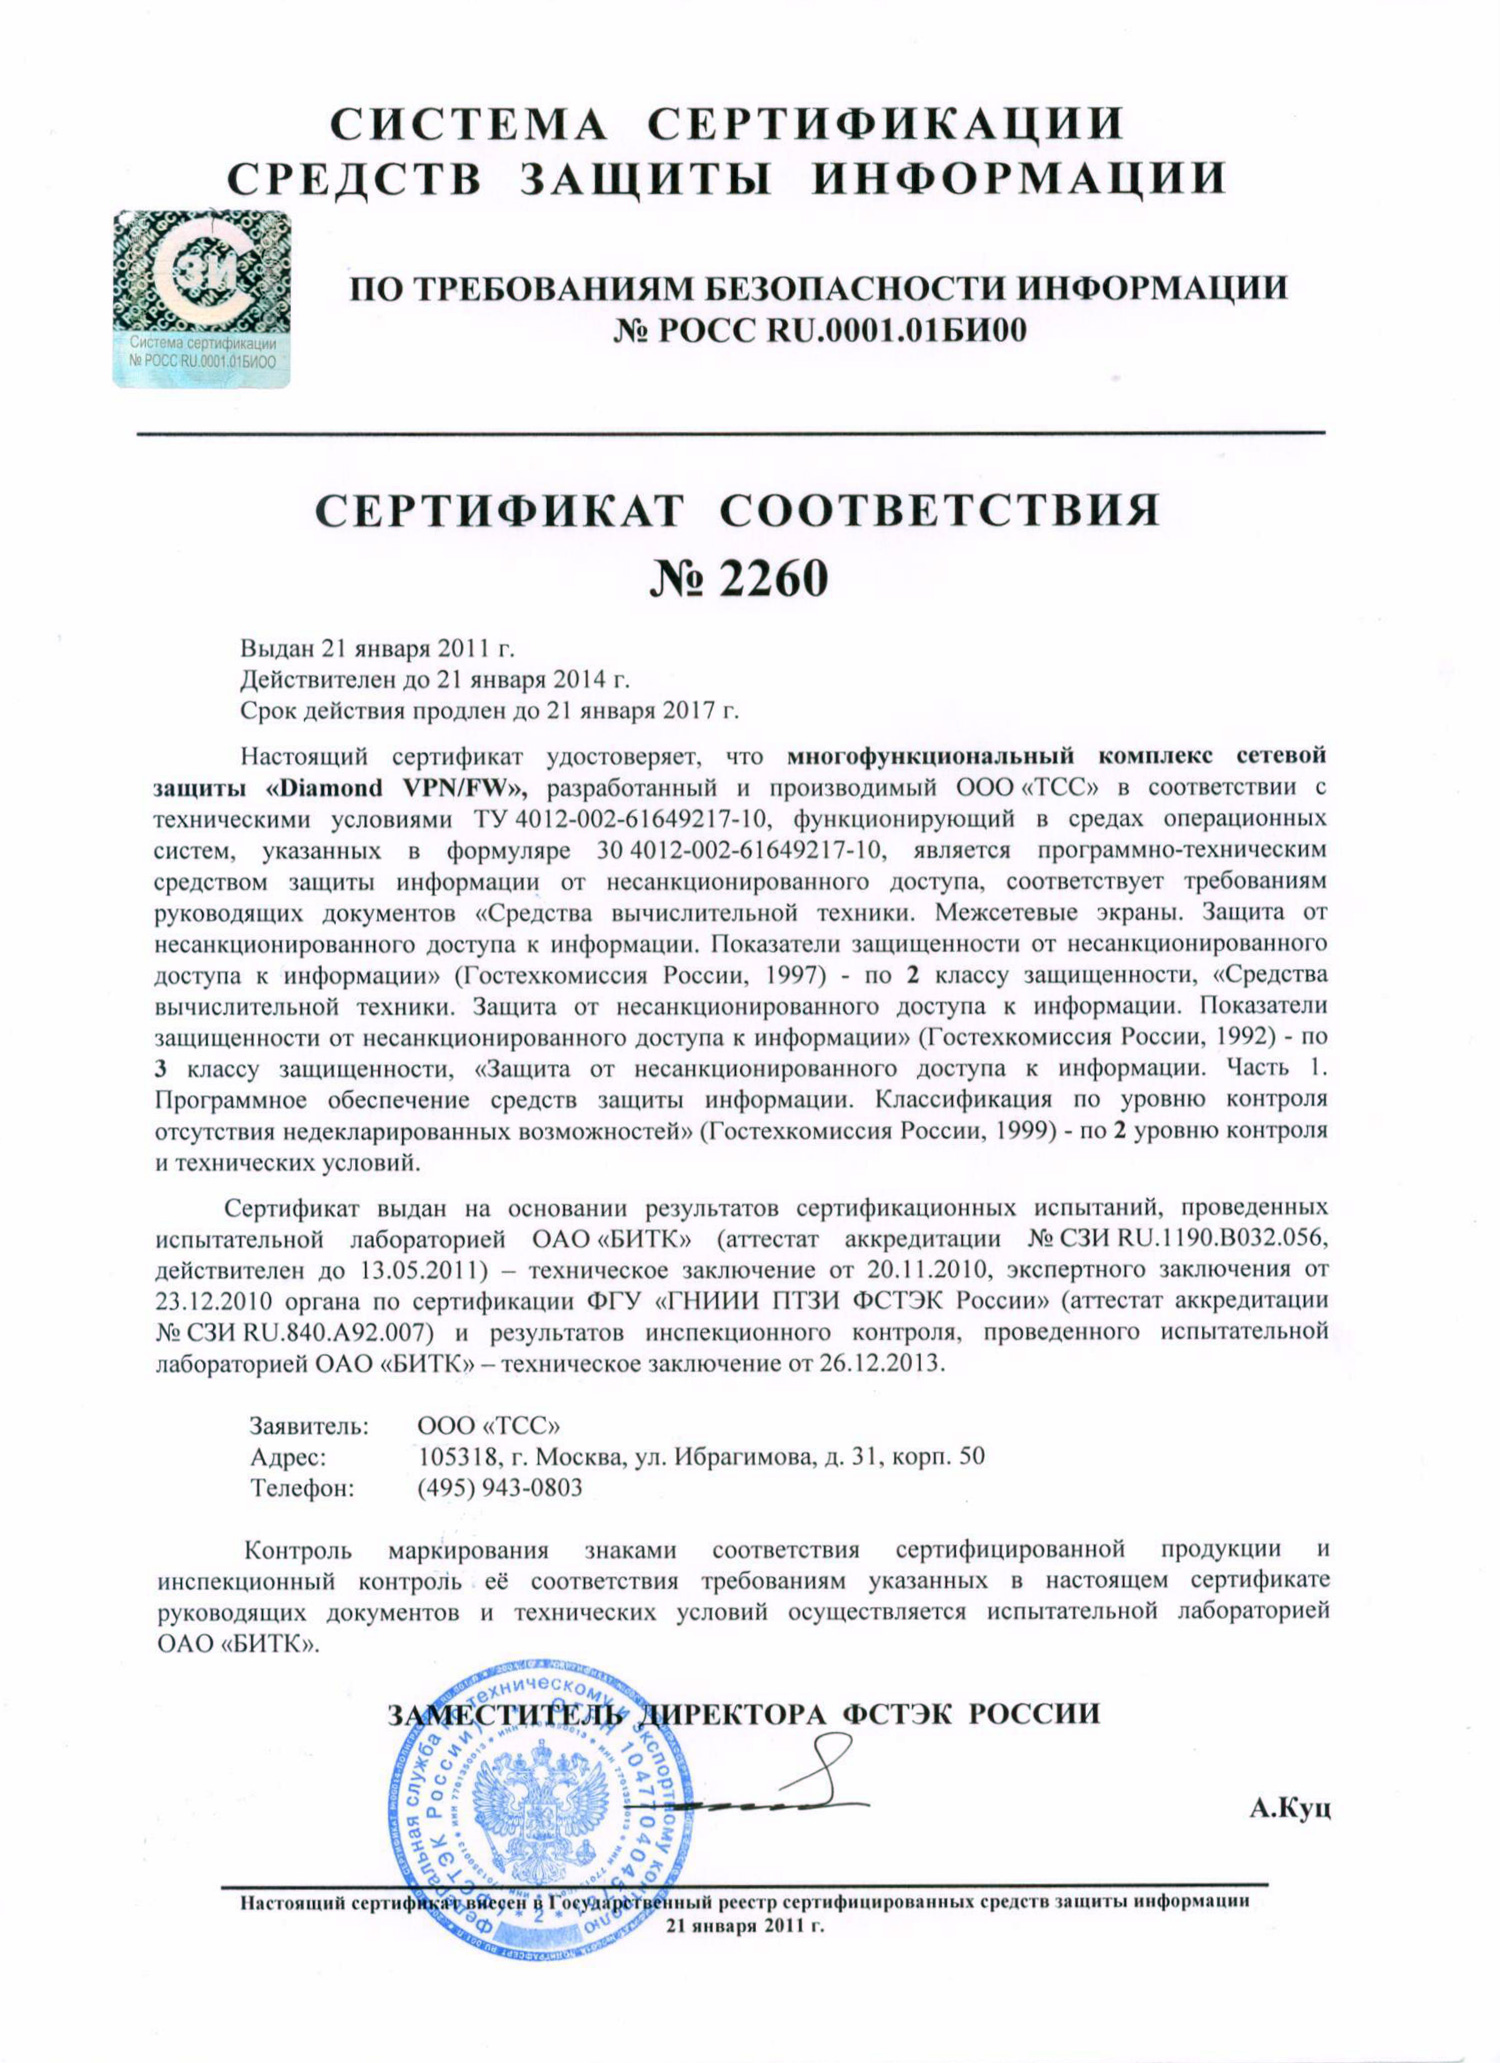 СИСТЕМА СЕРТИФИКАЦИИ
СРЕДСТВ ЗАЩИТЫ ИНФОРМАЦИИ
ЗИ
Система сертификации
№ РОСС RU.0001.01БИОО
ПО ТРЕБОВАНИЯМ БЕЗОПАСНОСТИ ИНФОРМАЦИИ
№ РОСС RU.0001.01БИ00
СЕРТИФИКАТ СООТВЕТСТВИЯ
№ 2260
Выдан 21 января 2011 г.
Действителен до 21 января 2014 г.
Срок действия продлен до 21 января 2017 г.
Настоящий сертификат удостоверяет, что многофункциональный комплекс сетевой
защиты «Diamond VPN/FW», разработанный и производимый ООО «ТСС» в соответствии с
техническими условиями ТУ 4012-002-61649217-10, функционирующий в средах операционных
систем, указанных в формуляре 30 4012-002-61649217-10, является программно-техническим
средством защиты информации от несанкционированного доступа, соответствует требованиям
руководящих документов «Средства вычислительной техники. Межсетевые экраны. Защита от
несанкционированного доступа к информации. Показатели защищенности от несанкционированного
доступа к информации» (Гостехкомиссия России, 1997) - по 2 классу защищенности, «Средства
вычислительной техники. Защита от несанкционированного доступа к информации. Показатели
защищенности от несанкционированного доступа к информации» (Гостехкомиссия России, 1992) - по
3 классу защищенности, «Защита от несанкционированного доступа к информации. Часть 1.
Программное обеспечение средств защиты информации. Классификация по уровню контроля
отсутствия недекларированных возможностей» (Гостехкомиссия России, 1999) - по 2 уровню контроля
и технических условий.
Сертификат выдан на основании результатов сертификационных испытаний, проведенных
испытательной лабораторией ОАО «БИТК» (аттестат аккредитации № СЗИ RU.1190.В032.056,
действителен до 13.05.2011) – техническое заключение от 20.11.2010, экспертного заключения от
23.12.2010 органа по сертификации ФГУ «ГНИИИ ПТЗИ ФСТЭК России» (аттестат аккредитации
№ СЗИ RU.840.А92.007) и результатов инспекционного контроля, проведенного испытательной
лабораторией ОАО «БИТК» – техническое заключение от 26.12.2013.
Заявитель: ООО «ТСС»
Адрес: 105318, г. Москва, ул. Ибрагимова, д. 31, корп. 50
Телефон: (495) 943-0803
Контроль маркирования знаками соответствия сертифицированной продукции и
инспекционный контроль её соответствия требованиям указанных в настоящем сертификате
руководящих документов и технических условий осуществляется испытательной лабораторией
ОАО «БИТК».
ЗАМЕСТИТЕЛЬ ДИРЕКТОРА ФСТЭК РОССИИ
Федеральная служба по техническому и экспортному контролю
(ФСТЭК России)
ИНН 7701350013
А.Куц
Настоящий сертификат внесен в Государственный реестр сертифицированных средств защиты информации
21 января 2011 г.